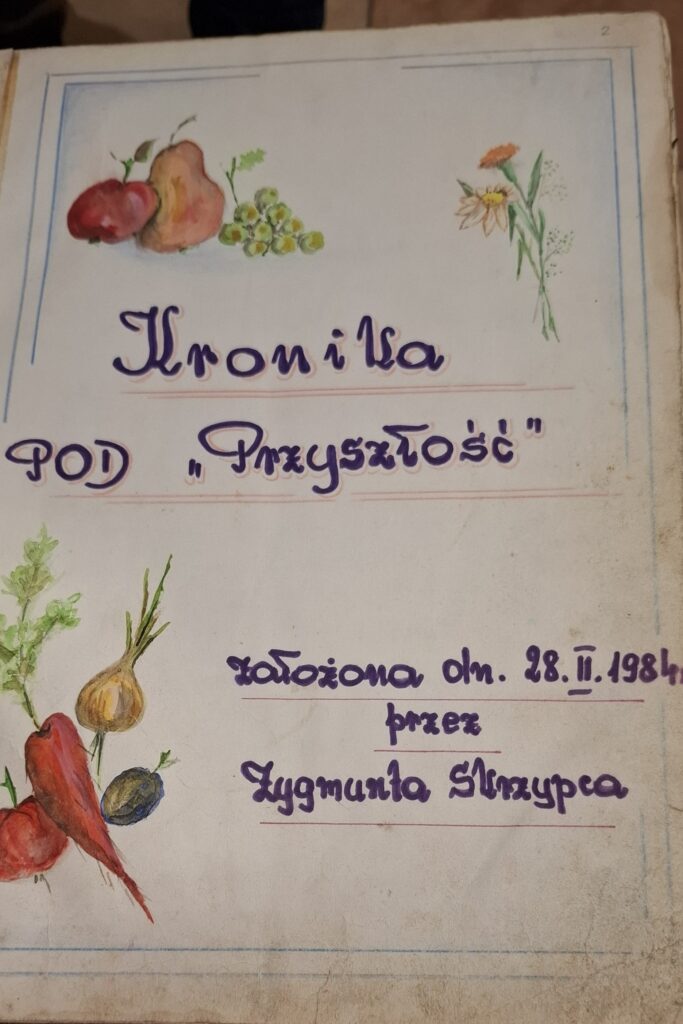 2
Kronika
POD „Przyszłość”
założona dn. 28.II.1984r
przez
Zygmunta Skrzypca